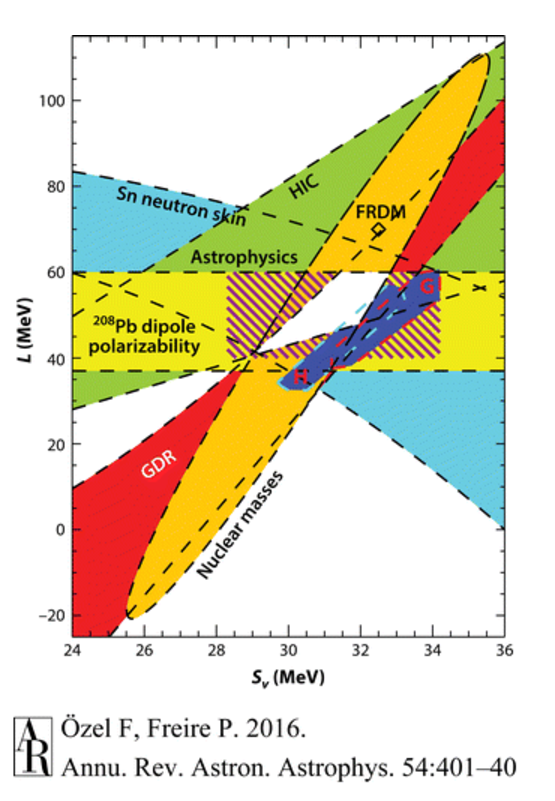 100
80
60
40
20
0
–20
L (MeV)
Sn neutron skin
HIC
FRDM
Astrophysics
G
208Pb dipole
polarizability
H
GDR
Nuclear masses
24 26 28 30 32 34 36
Sv (MeV)
AR
Özel F, Freire P. 2016.
Annu. Rev. Astron. Astrophys. 54:401–40